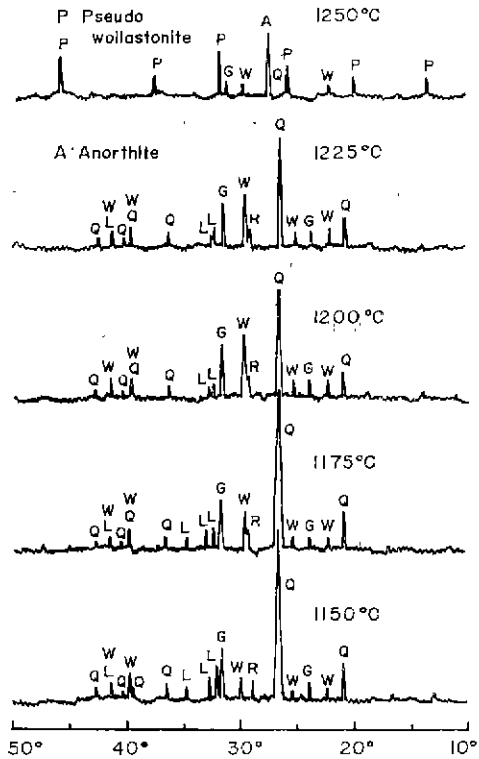 P Pseudo wollastonite 1250°C
A
P P P P G W Q P W P P
A Anorthite 1225°C
Q
W W G W
Q L Q Q Q L L R W G W Q
1200°C
Q
W W G W
Q L Q Q Q L L R W G W Q
1175°C
Q
W W G W
Q L Q Q Q L L L R W G W Q
1150°C
Q
W W G
Q L Q Q Q L L L W R W G W Q
50° 40° 30° 20° 10°